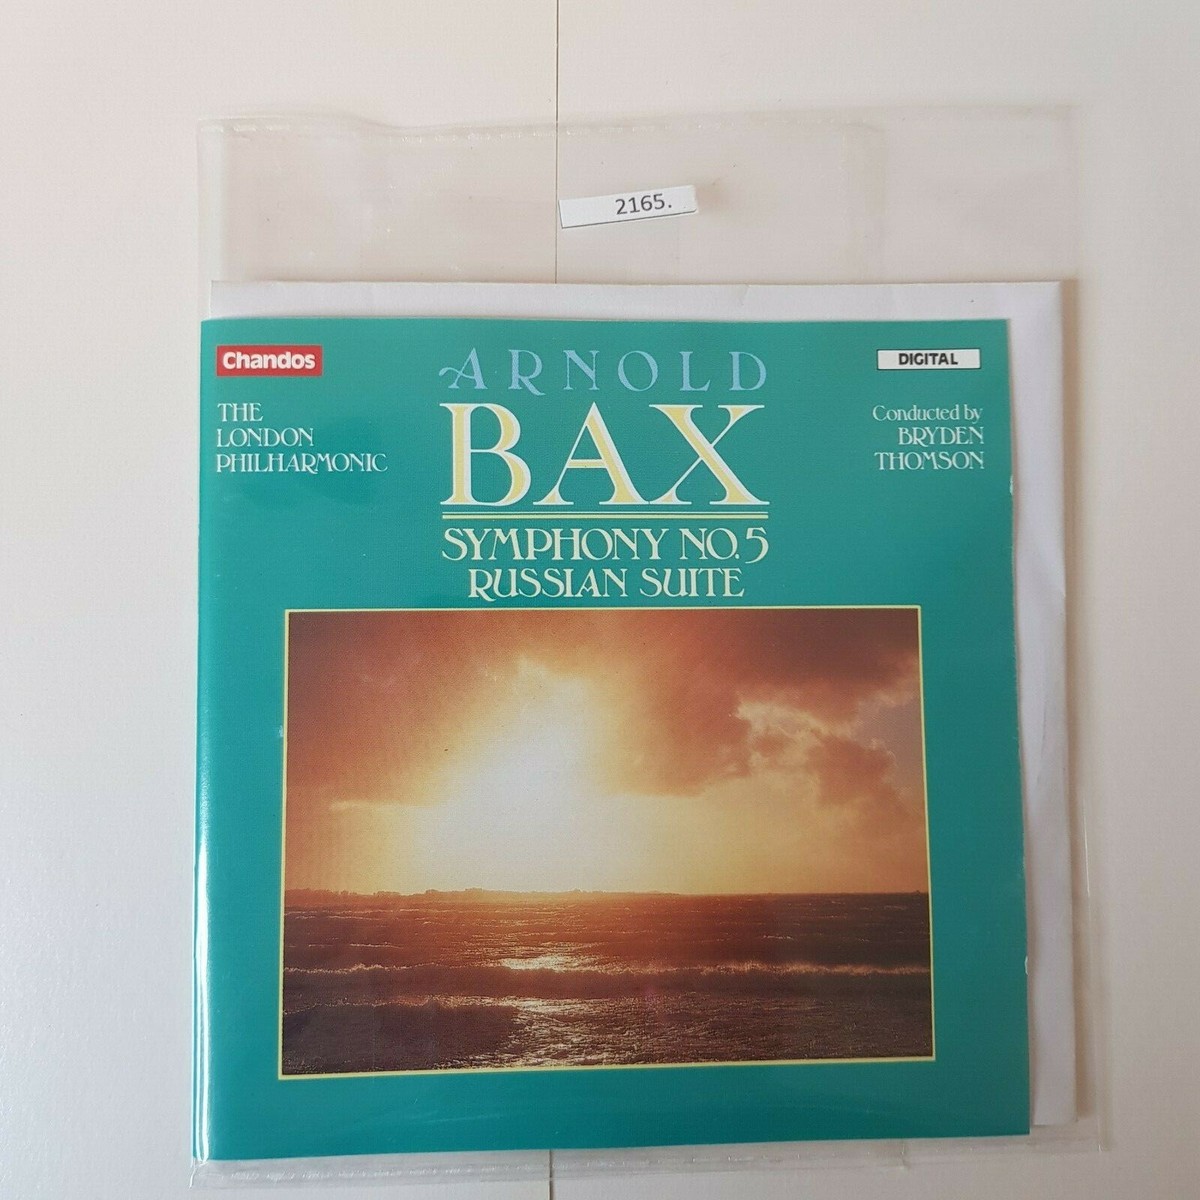 2165.
Chandos
ARNOLD
BAX
DIGITAL
THE
LONDON
PHILHARMONIC
Conducted by
BRYDEN
THOMSON
SYMPHONY NO. 5
RUSSIAN SUITE